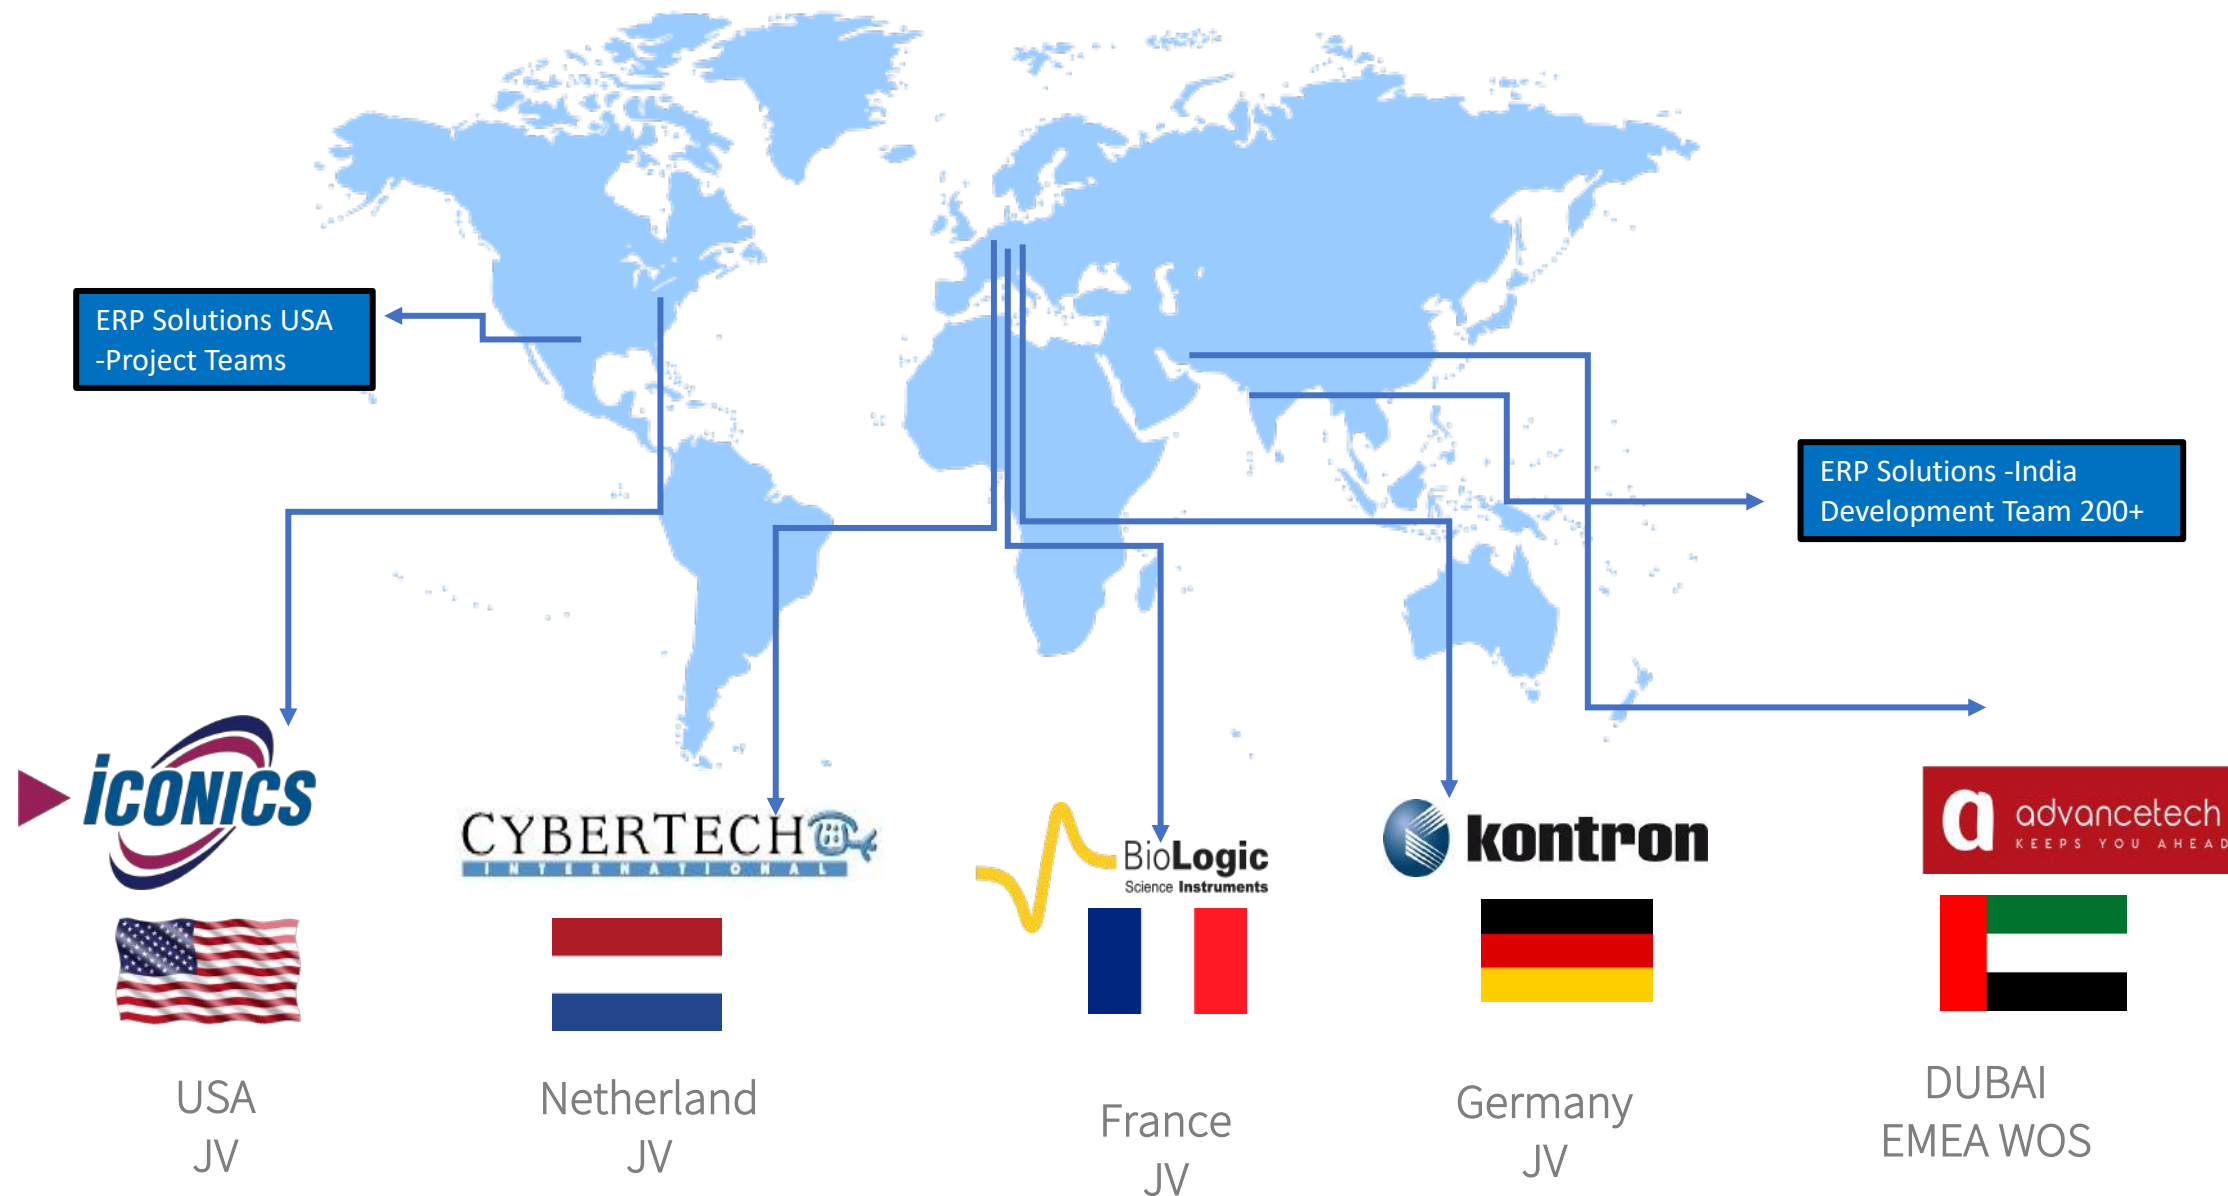 ERP Solutions USA
-Project Teams
ERP Solutions -India
Development Team 200+
ICONICS
CYBERTECH
INTERNATIONAL
BioLogic
Science Instruments
kontron
a advancetech
KEEPS YOU AHEAD
USA
JV
Netherland
JV
France
JV
Germany
JV
DUBAI
EMEA WOS